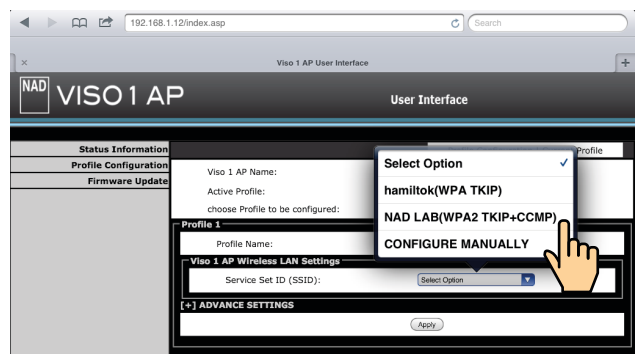 192.168.1.12/index.asp
Search
Viso 1 AP User Interface
NAD VISO 1 AP
User Interface
Status Information
Profile Configuration
Firmware Update
Profile
Viso 1 AP Name:
Active Profile:
choose Profile to be configured:
Select Option
hamiltok(WPA TKIP)
NAD LAB(WPA2 TKIP+CCMP)
CONFIGURE MANUALLY
Profile 1
Profile Name:
Viso 1 AP Wireless LAN Settings
Service Set ID (SSID):
Select Option
[+] ADVANCE SETTINGS
Apply